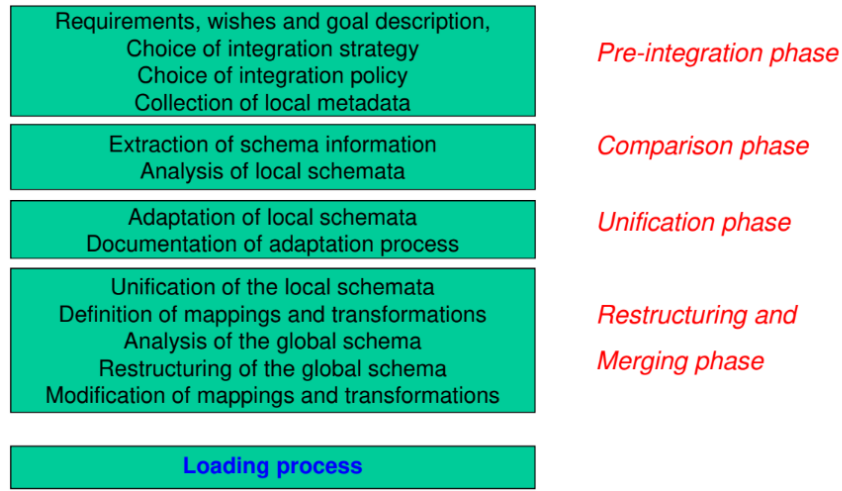 Requirements, wishes and goal description,
Choice of integration strategy
Choice of integration policy
Collection of local metadata
Pre-integration phase
Extraction of schema information
Analysis of local schemata
Comparison phase
Adaptation of local schemata
Documentation of adaptation process
Unification phase
Unification of the local schemata
Definition of mappings and transformations
Analysis of the global schema
Restructuring of the global schema
Modification of mappings and transformations
Restructuring and
Merging phase
Loading process